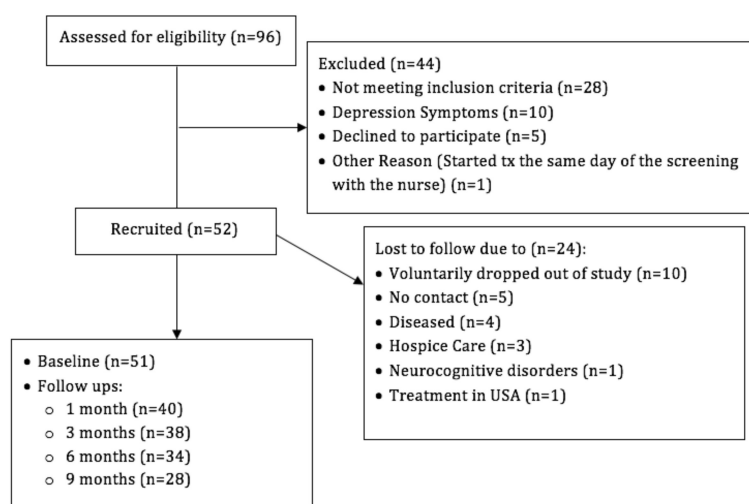 Assessed for eligibility (n=96)
Excluded (n=44)
• Not meeting inclusion criteria (n=28)
• Depression Symptoms (n=10)
• Declined to participate (n=5)
• Other Reason (Started tx the same day of the screening
with the nurse) (n=1)
Recruited (n=52)
Lost to follow due to (n=24):
• Voluntarily dropped out of study (n=10)
• No contact (n=5)
• Diseased (n=4)
• Hospice Care (n=3)
• Neurocognitive disorders (n=1)
• Treatment in USA (n=1)
• Baseline (n=51)
• Follow ups:
o 1 month (n=40)
o 3 months (n=38)
o 6 months (n=34)
o 9 months (n=28)